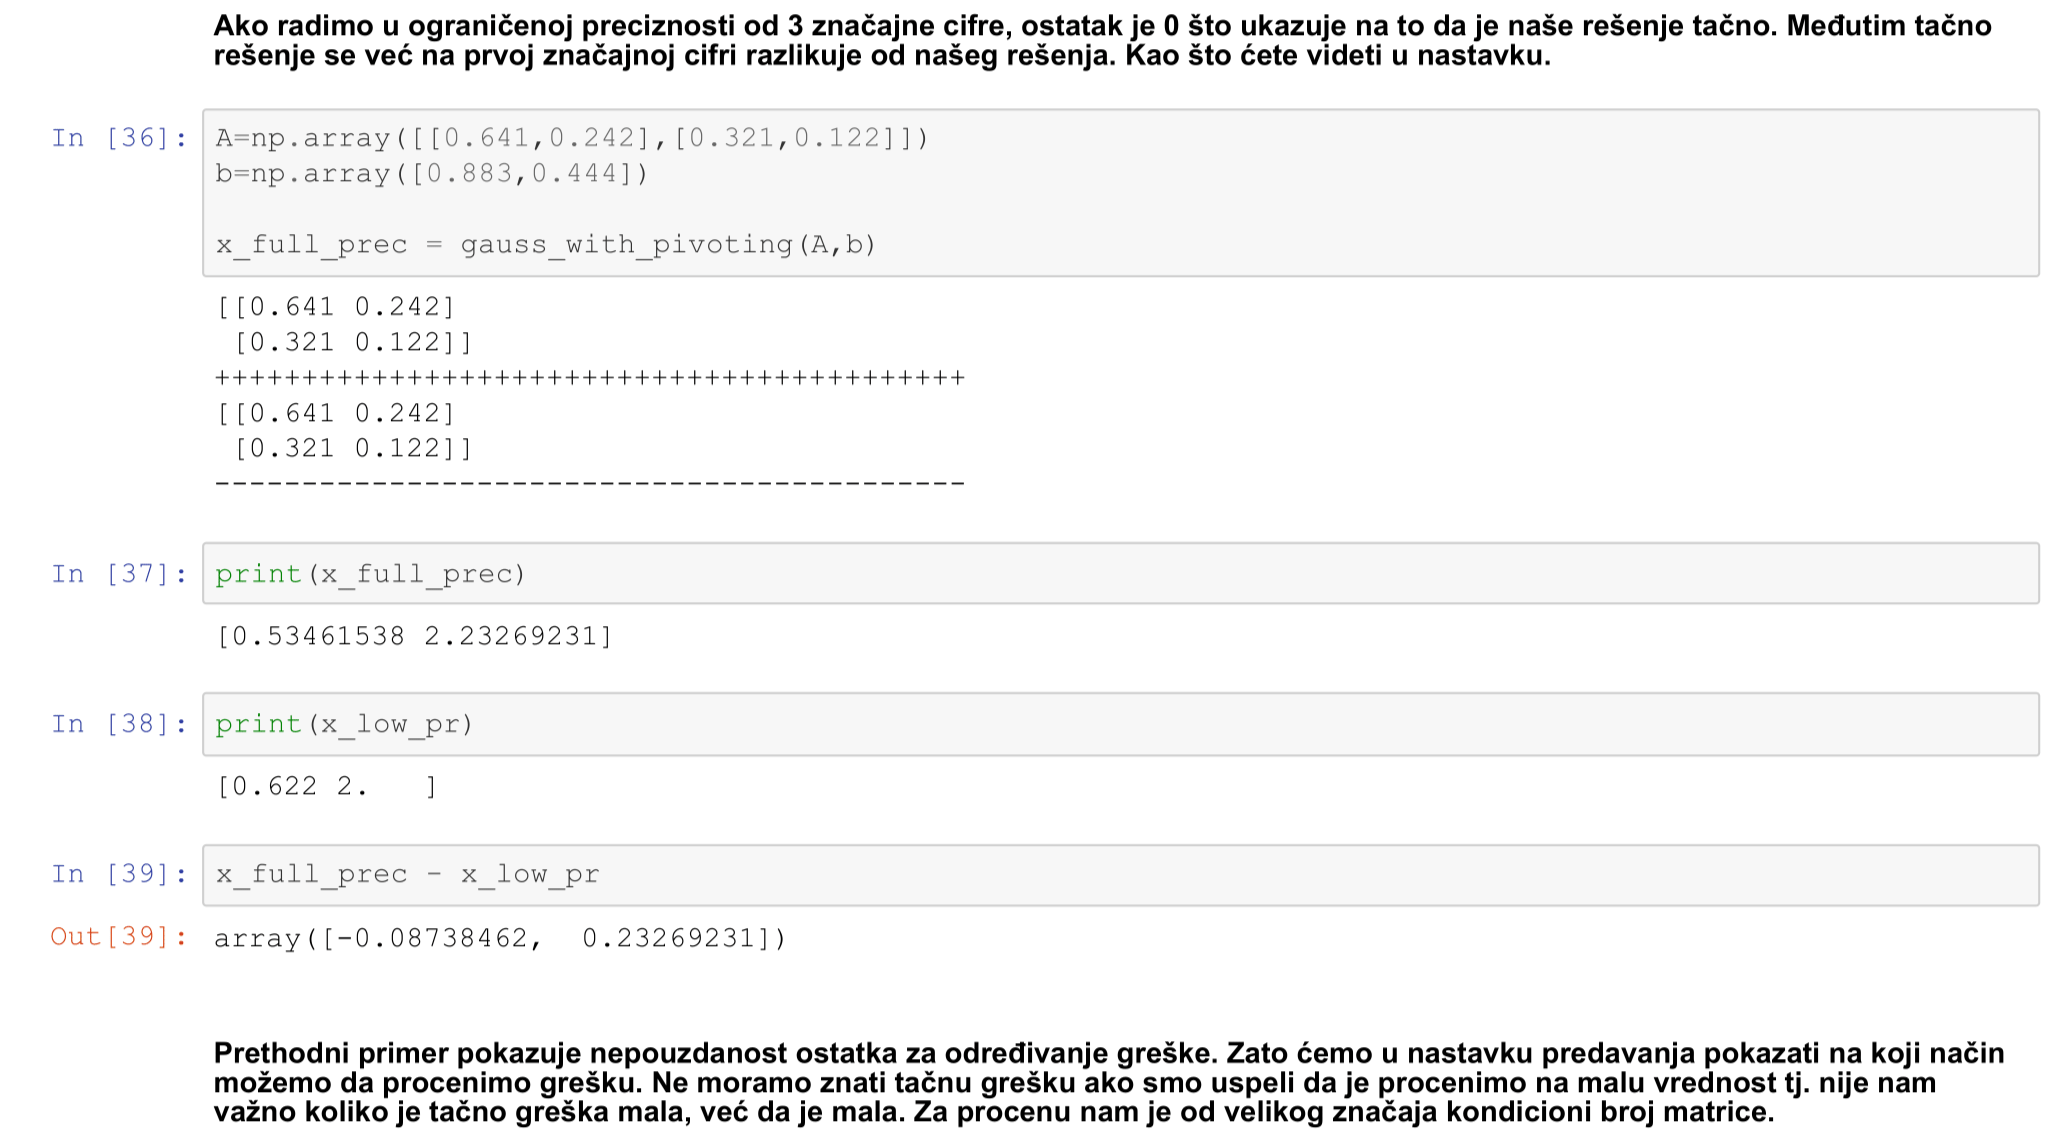 Ako radimo u ograničenoj preciznosti od 3 značajne cifre, ostatak je 0 što ukazuje na to da je naše rešenje tačno. Međutim tačno
rešenje se već na prvoj značajnoj cifri razlikuje od našeg rešenja. Kao što ćete videti u nastavku.
In [36]: A=np.array([[0.641,0.242],[0.321,0.122]])
b=np.array([0.883,0.444])
x_full_prec = gauss_with_pivoting(A,b)
[[0.641 0.242]
 [0.321 0.122]]
+++++++++++++++++++++++++++++++++++++++++++
[[0.641 0.242]
 [0.321 0.122]]
-------------------------------------------
In [37]: print(x_full_prec)
[0.53461538 2.23269231]
In [38]: print(x_low_pr)
[0.622 2.   ]
In [39]: x_full_prec - x_low_pr
Out[39]: array([-0.08738462,  0.23269231])
Prethodni primer pokazuje nepouzdanost ostatka za određivanje greške. Zato ćemo u nastavku predavanja pokazati na koji način
možemo da procenimo grešku. Ne moramo znati tačnu grešku ako smo uspeli da je procenimo na malu vrednost tj. nije nam
važno koliko je tačno greška mala, već da je mala. Za procenu nam je od velikog značaja kondicioni broj matrice.